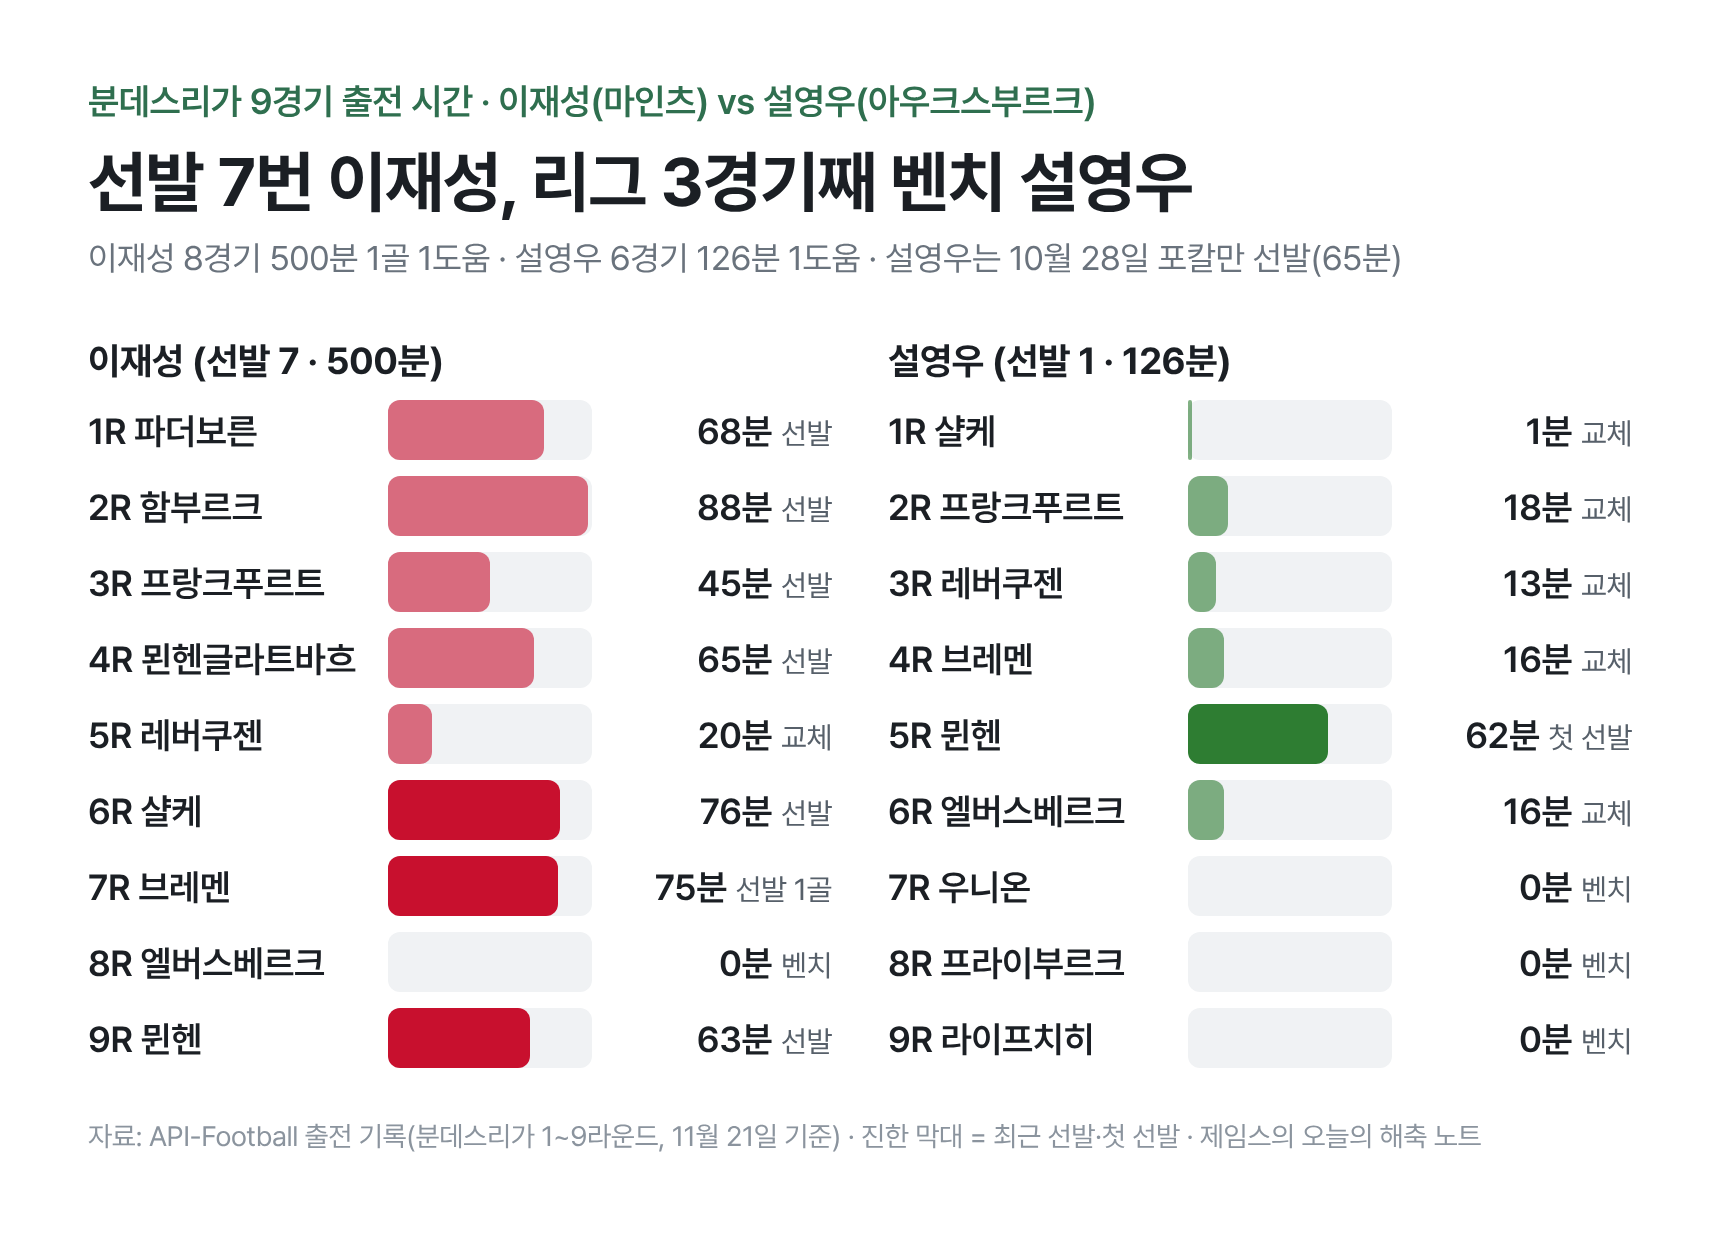 분데스리가 9경기 출전 시간 · 이재성(마인츠) vs 설영우(아우크스부르크)
선발 7번 이재성, 리그 3경기째 벤치 설영우
이재성 8경기 500분 1골 1도움 · 설영우 6경기 126분 1도움 · 설영우는 10월 28일 포칼만 선발(65분)
이재성 (선발 7 · 500분)
1R 파더보른 68분 선발
2R 함부르크 88분 선발
3R 프랑크푸르트 45분 선발
4R 묀헨글라트바흐 65분 선발
5R 레버쿠젠 20분 교체
6R 샬케 76분 선발
7R 브레멘 75분 선발 1골
8R 엘버스베르크 0분 벤치
9R 뮌헨 63분 선발
설영우 (선발 1 · 126분)
1R 샬케 1분 교체
2R 프랑크푸르트 18분 교체
3R 레버쿠젠 13분 교체
4R 브레멘 16분 교체
5R 뮌헨 62분 첫 선발
6R 엘버스베르크 16분 교체
7R 우니온 0분 벤치
8R 프라이부르크 0분 벤치
9R 라이프치히 0분 벤치
자료: API-Football 출전 기록(분데스리가 1~9라운드, 11월 21일 기준) · 진한 막대 = 최근 선발·첫 선발 · 제임스의 오늘의 해축 노트